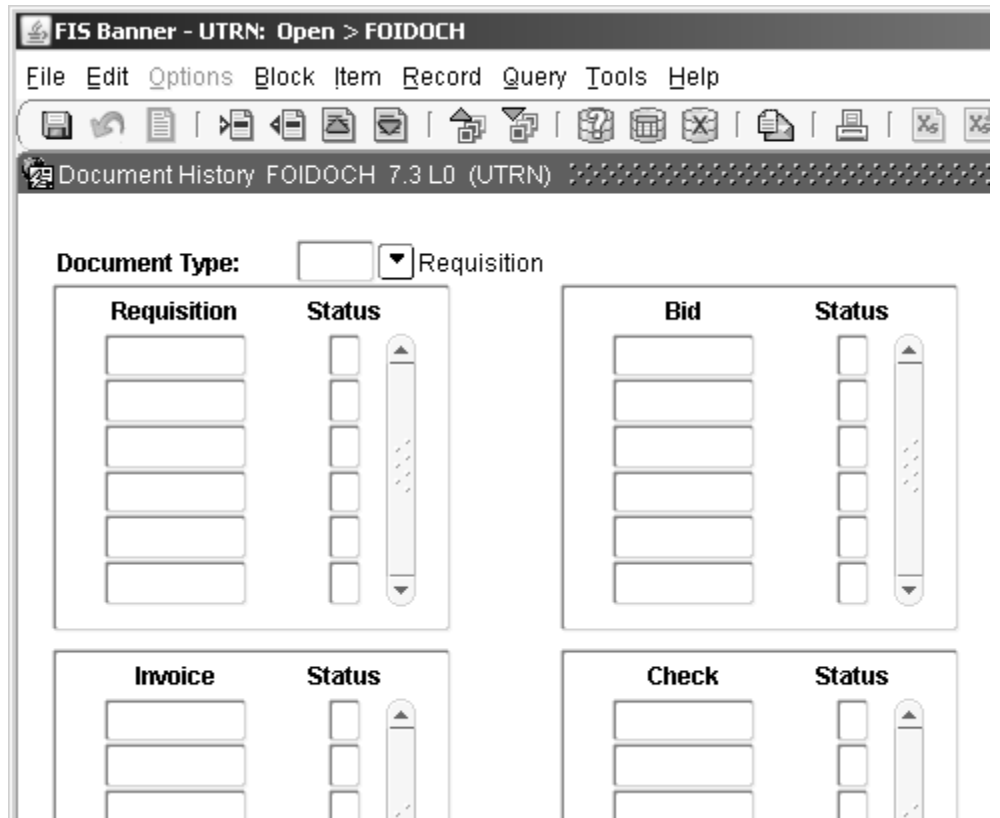 FIS Banner - UTRN: Open > FOIDOCH
File Edit Options Block Item Record Query Tools Help
Document History FOIDOCH 7.3 L0 (UTRN)
Document Type: Requisition
Requisition Status Bid Status
Invoice Status Check Status